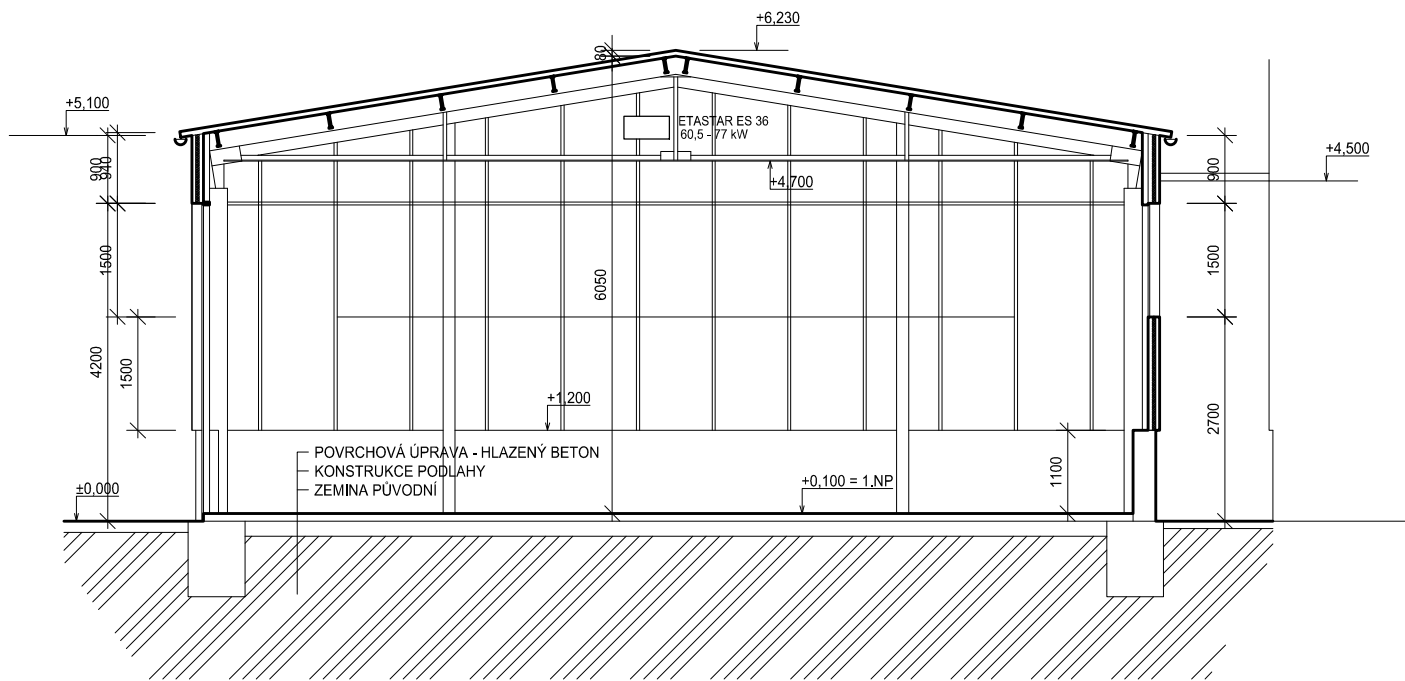 +6,230
80
+5,100
ETASTAR ES 36
60,5 - 77 kW
+4,500
900
940
900
+4,700
1500
6050
1500
4200
1500
+1,200
2700
POVRCHOVÁ ÚPRAVA - HLAZENÝ BETON
KONSTRUKCE PODLAHY
ZEMINA PŮVODNÍ
1100
±0,000
+0,100 = 1.NP